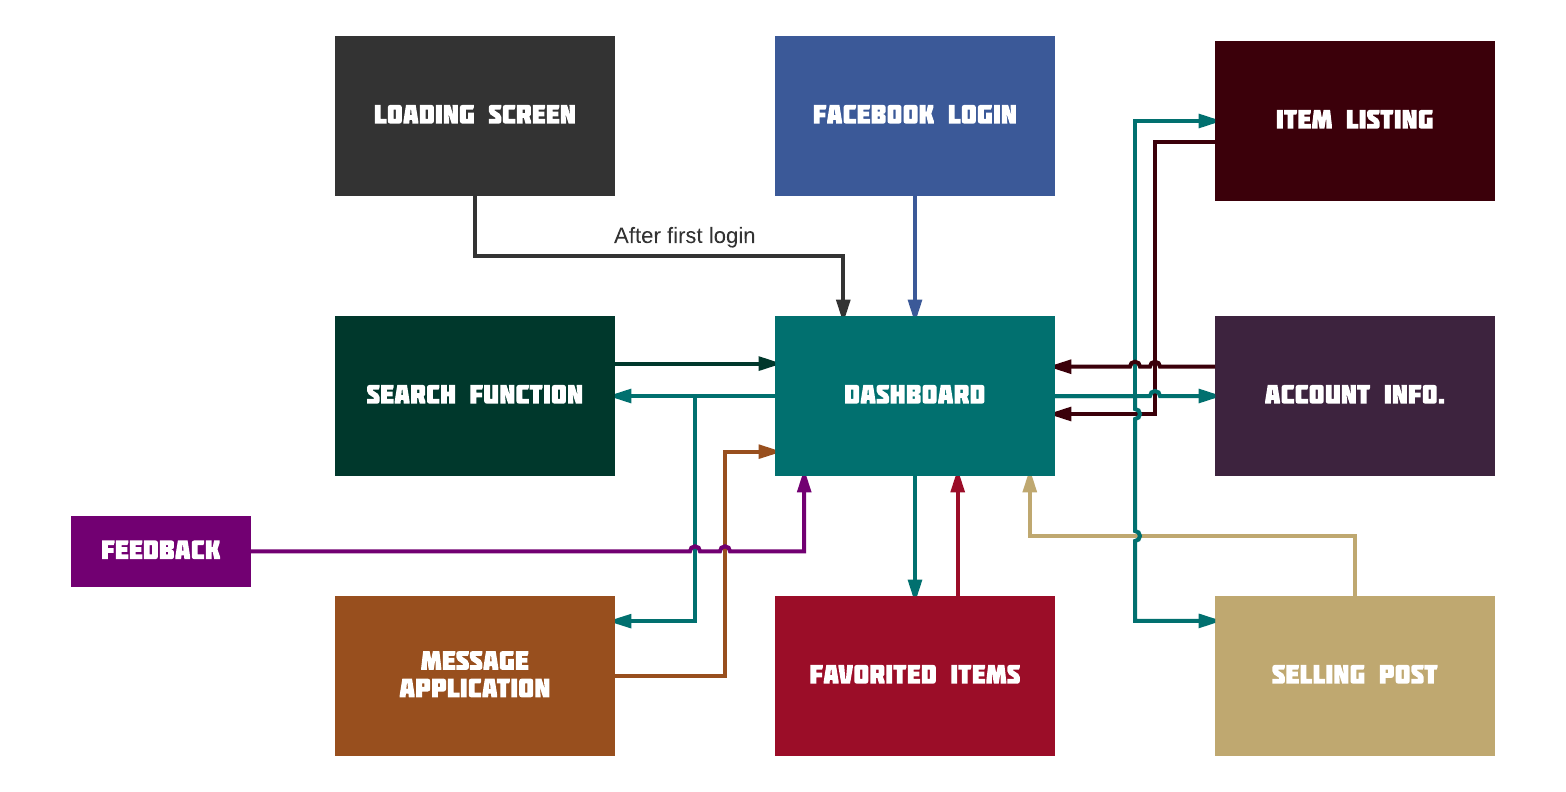 LOADING SCREEN
FACEBOOK LOGIN
ITEM LISTING
After first login
SEARCH FUNCTION
DASHBOARD
ACCOUNT INFO.
FEEDBACK
MESSAGE
APPLICATION
FAVORITED ITEMS
SELLING POST